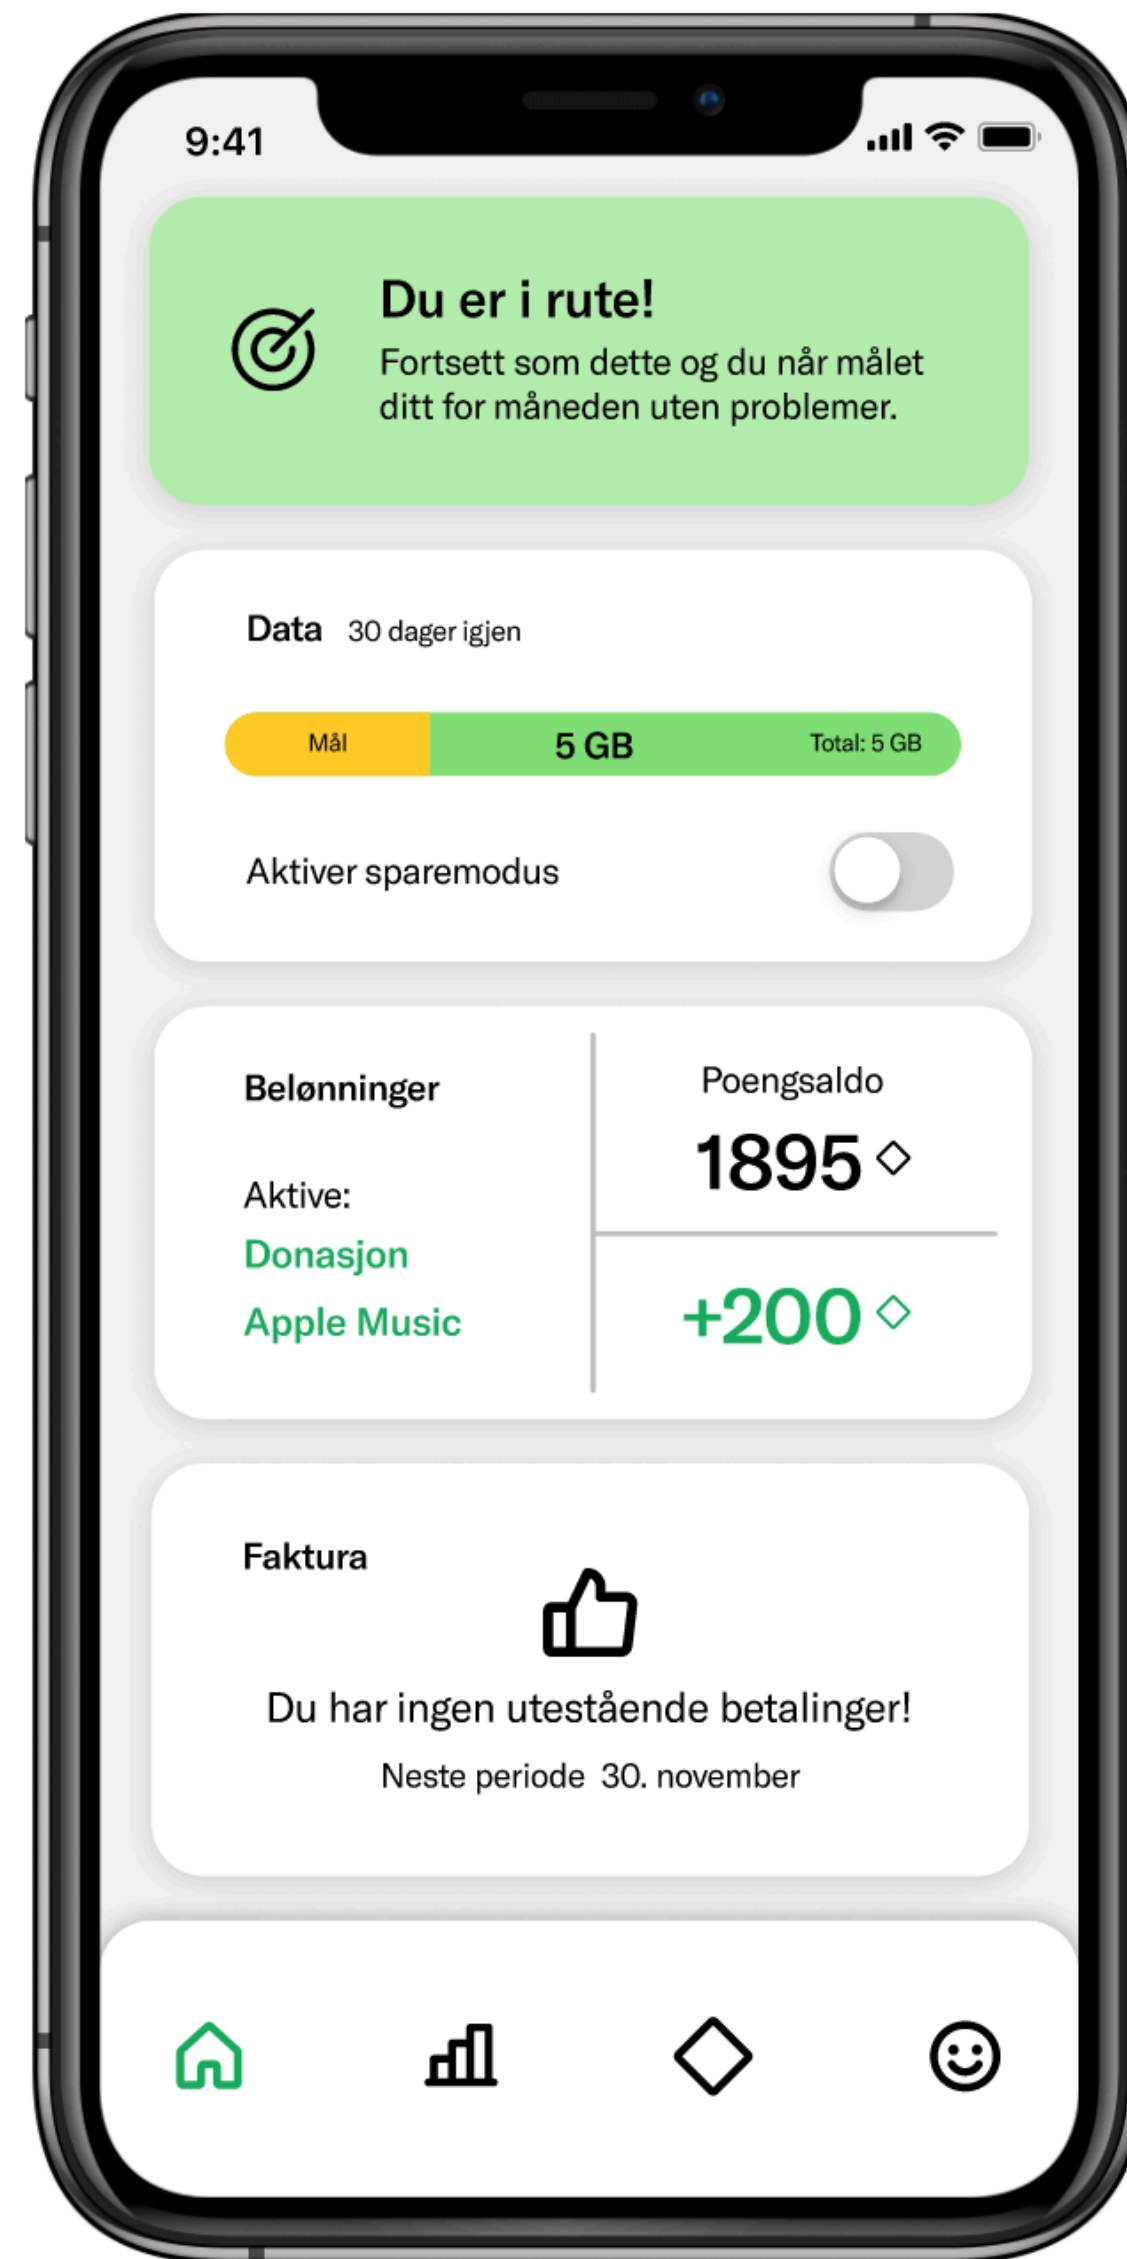 9:41
Du er i rute!
Fortsett som dette og du når målet
ditt for måneden uten problemer.
Data 30 dager igjen
Mål 5 GB Total: 5 GB
Aktiver sparemodus
Belønninger
Aktive:
Donasjon
Apple Music
Poengsaldo
1895
+200
Faktura
Du har ingen utestående betalinger!
Neste periode 30. november